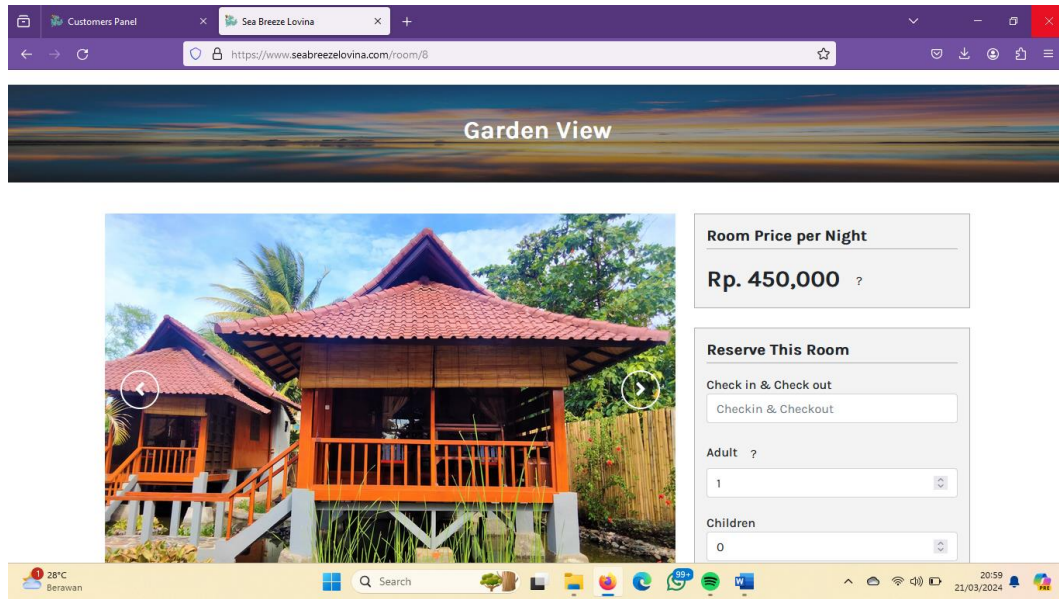 Customers Panel
Sea Breeze Lovina
https://www.seabreezelovina.com/room/8
Garden View
Room Price per Night
Rp. 450,000 ?
Reserve This Room
Check in & Check out
Checkin & Checkout
Adult ?
1
Children
0
1
28°C
Berawan
Search
99+
PRE
20:59
21/03/2024